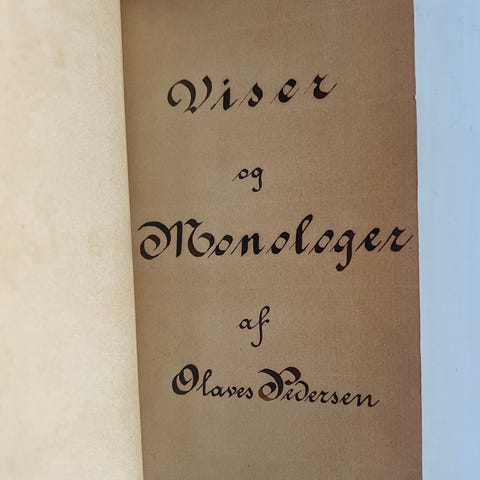 Viser
og
Monologer
af
Olaves Pedersen